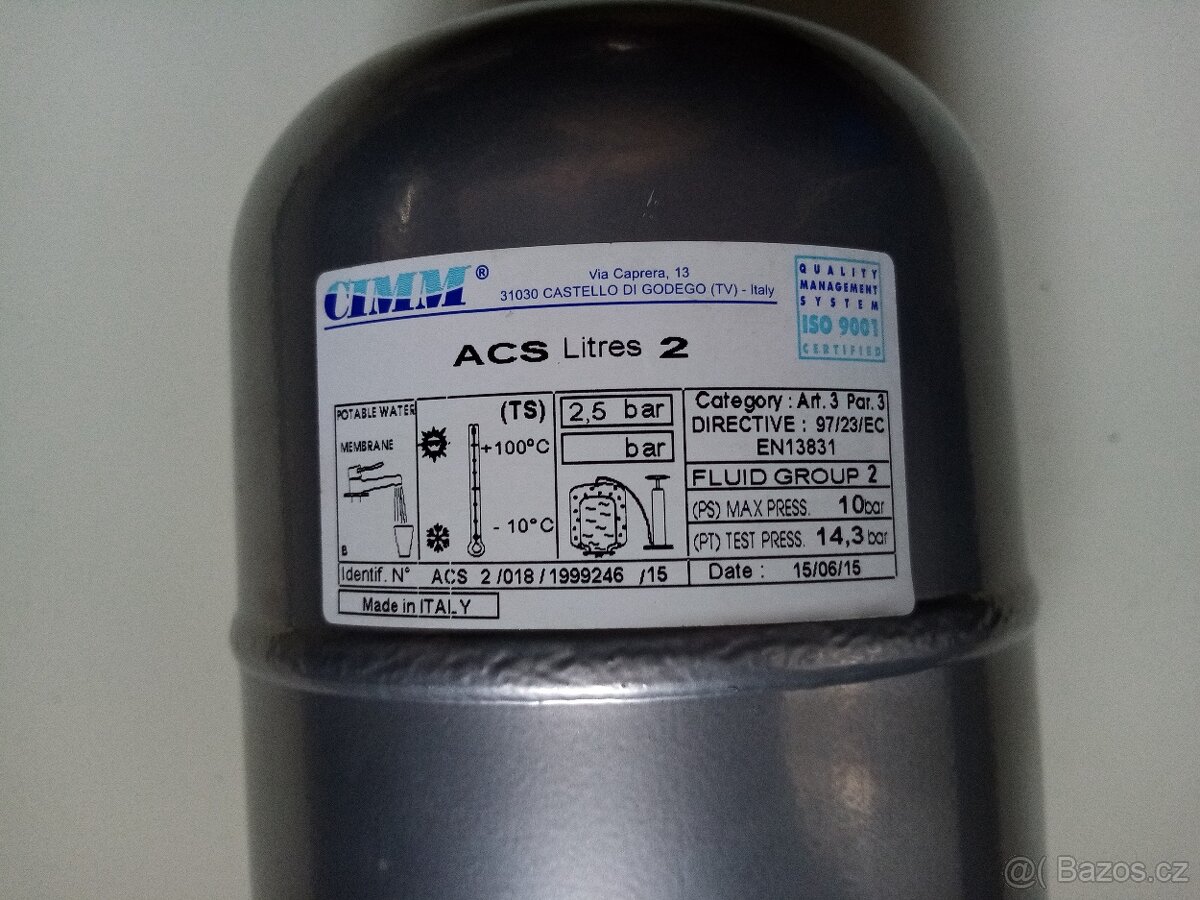 CIMM ®
Via Caprera, 13
31030 CASTELLO DI GODEGO (TV) - Italy
QUALITY
MANAGEMENT
SYSTEM
ISO 9001
CERTIFIED
ACS Litres 2
POTABLE WATER
MEMBRANE
B
(TS)
+100°C
- 10°C
2,5 bar
bar
Category : Art. 3 Par. 3
DIRECTIVE : 97/23/EC
EN13831
FLUID GROUP 2
(PS) MAX PRESS. 10 bar
(PT) TEST PRESS. 14,3 bar
Identif. N° ACS 2 /018 / 1999246 /15
Date : 15/06/15
Made in ITALY
@( Bazos.cz